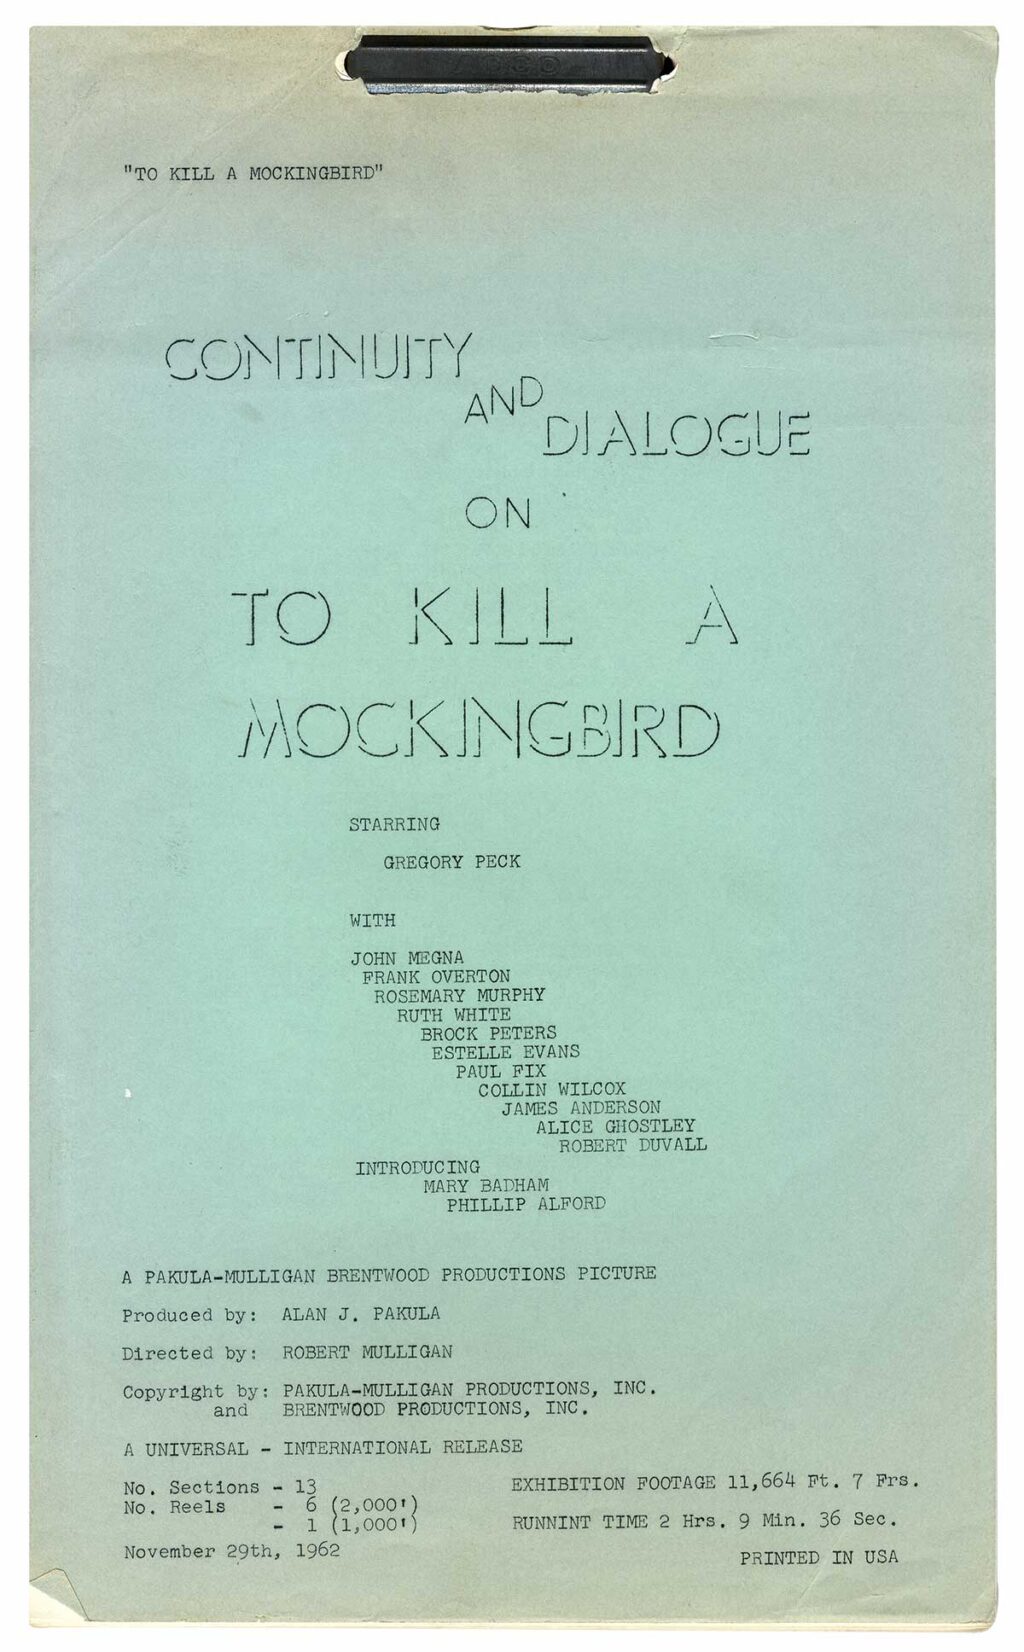 ACCO
"TO KILL A MOCKINGBIRD"
CONTINUITY
AND
DIALOGUE
ON
TO KILL A
MOCKINGBIRD
STARRING
GREGORY PECK
WITH
JOHN MEGNA
FRANK OVERTON
ROSEMARY MURPHY
RUTH WHITE
BROCK PETERS
ESTELLE EVANS
PAUL FIX
COLLIN WILCOX
JAMES ANDERSON
ALICE GHOSTLEY
ROBERT DUVALL
INTRODUCING
MARY BADHAM
PHILLIP ALFORD
A PAKULA-MULLIGAN BRENTWOOD PRODUCTIONS PICTURE
Produced by: ALAN J. PAKULA
Directed by: ROBERT MULLIGAN
Copyright by: PAKULA-MULLIGAN PRODUCTIONS, INC.
and BRENTWOOD PRODUCTIONS, INC.
A UNIVERSAL - INTERNATIONAL RELEASE
No. Sections - 13
No. Reels - 6 (2,000')
- 1 (1,000')
November 29th, 1962
EXHIBITION FOOTAGE 11,664 Ft. 7 Frs.
RUNNINT TIME 2 Hrs. 9 Min. 36 Sec.
PRINTED IN USA